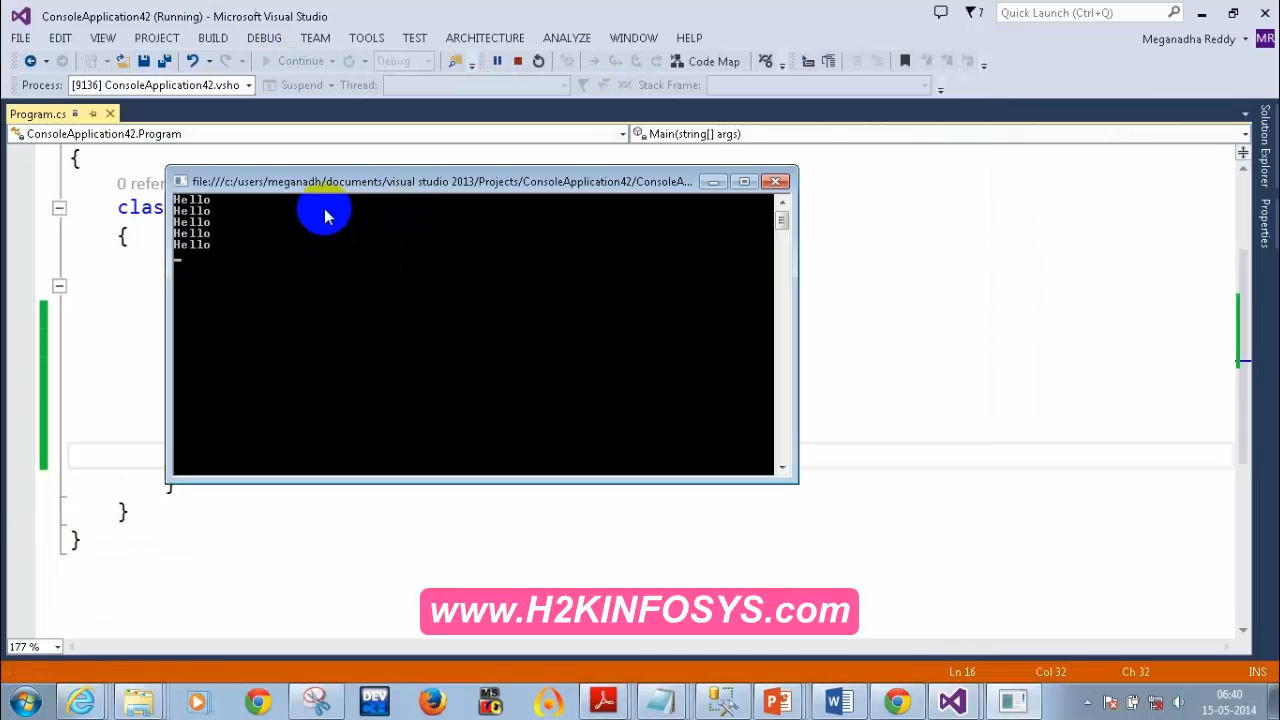 ConsoleApplication42 (Running) - Microsoft Visual Studio
7
Quick Launch (Ctrl+Q)
FILE EDIT VIEW PROJECT BUILD DEBUG TEAM TOOLS TEST ARCHITECTURE ANALYZE WINDOW HELP
Meganadha Reddy MR
Continue Debug Code Map
Process: [9136] ConsoleApplication42.vsho Suspend Thread: Stack Frame:
Program.cs
ConsoleApplication42.Program
Main(string[] args)
{
0 refer
clas
{
file:///c:/users/meganadh/documents/visual studio 2013/Projects/ConsoleApplication42/ConsoleA...
Hello
Hello
Hello
Hello
Hello
}
}
}
Solution Explorer
Properties
www.H2KINFOSYS.com
177 %
Ln 16 Col 32 Ch 32 INS
DEV
MS
06:40
15-05-2014